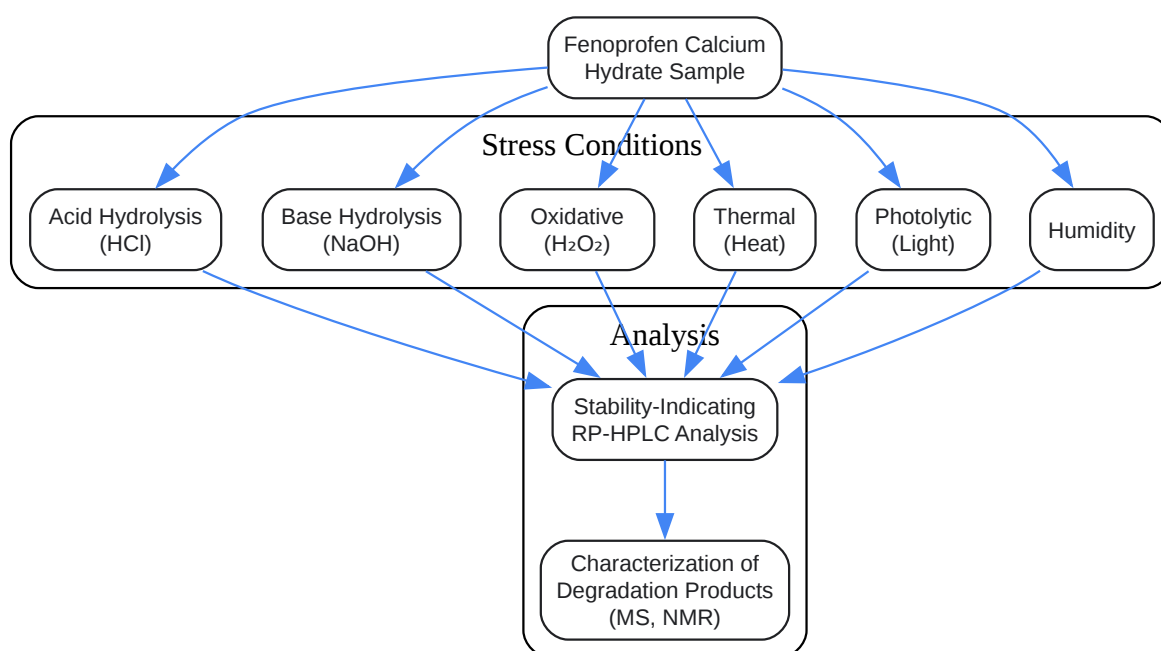 Fenoprofen Calcium
Hydrate Sample
Stress Conditions
Acid Hydrolysis
(HCl)
Base Hydrolysis
(NaOH)
Oxidative
(H₂O₂)
Thermal
(Heat)
Photolytic
(Light)
Humidity
Analysis
Stability-Indicating
RP-HPLC Analysis
Characterization of
Degradation Products
(MS, NMR)